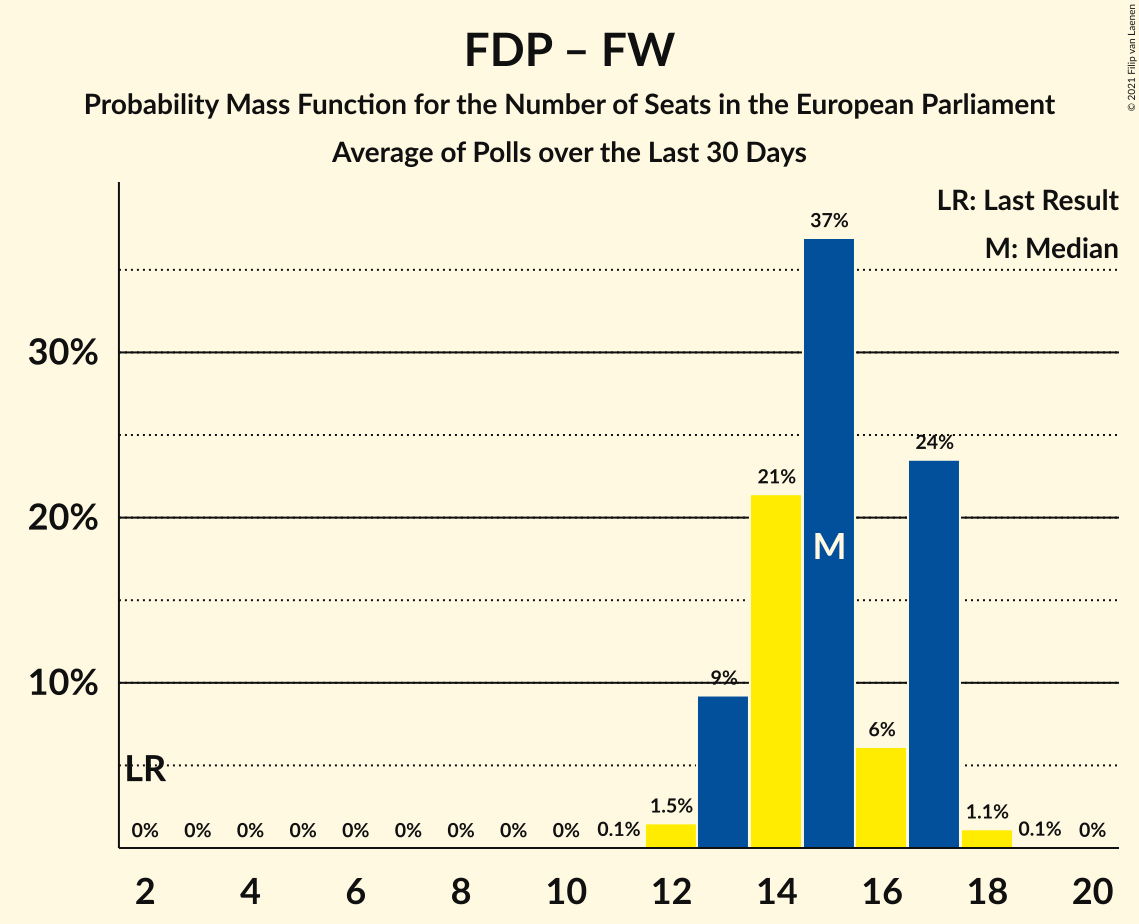 FDP – FW
Probability Mass Function for the Number of Seats in the European Parliament
Average of Polls over the Last 30 Days
© 2021 Filip van Laenen
LR: Last Result
M: Median
30%
20%
10%
LR
M
0% 0% 0% 0% 0% 0% 0% 0% 0% 0.1% 1.5% 9% 21% 37% 6% 24% 1.1% 0.1% 0%
2 4 6 8 10 12 14 16 18 20